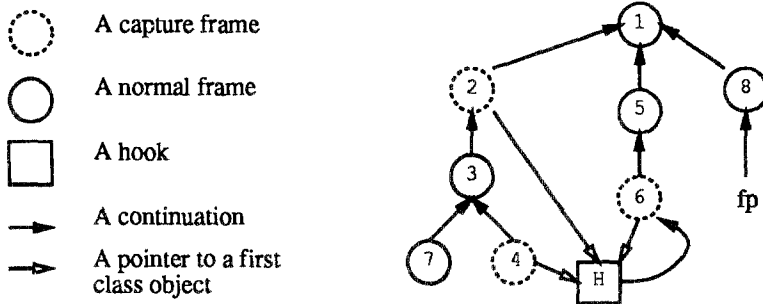 A capture frame
A normal frame
A hook
A continuation
A pointer to a first
class object
1
2
8
5
3
6
fp
7
4
H